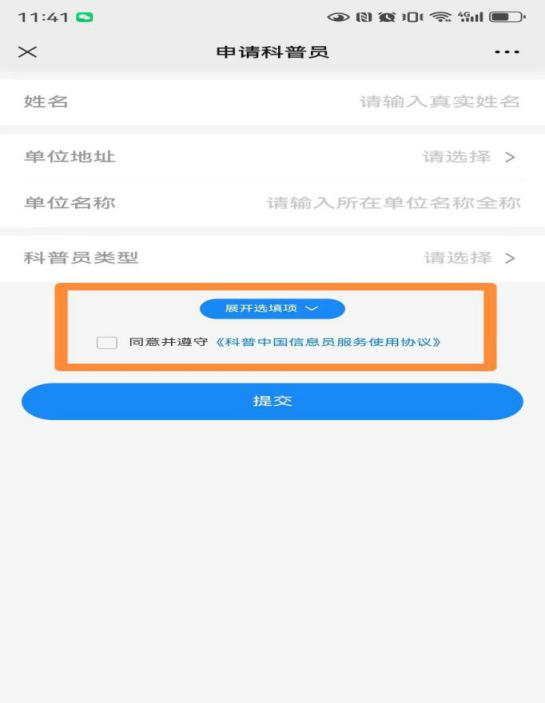 11:41
4G
申请科普员
姓名 请输入真实姓名
单位地址 请选择 >
单位名称 请输入所在单位名称全称
科普员类型 请选择 >
展开选填项
同意并遵守《科普中国信息员服务使用协议》
提交